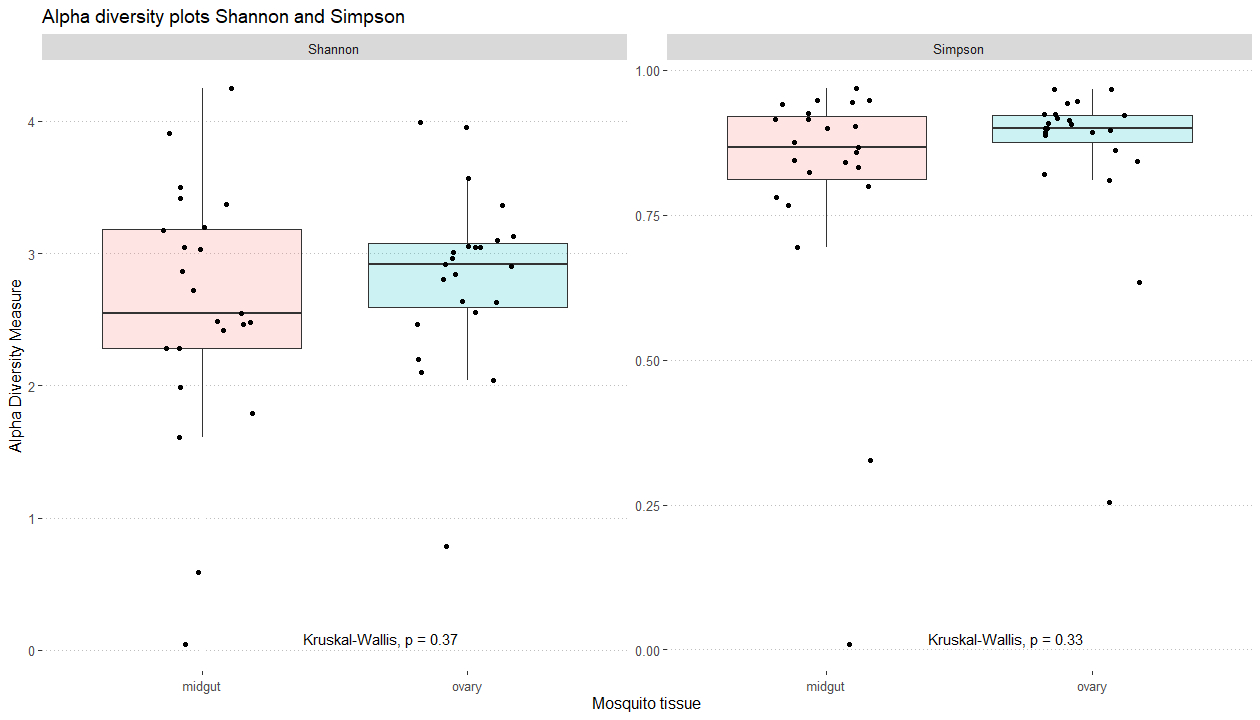 Alpha diversity plots Shannon and Simpson
Shannon
Simpson
Alpha Diversity Measure
4
3
2
1
0
1.00
0.75
0.50
0.25
0.00
Kruskal-Wallis, p = 0.37
Kruskal-Wallis, p = 0.33
midgut
ovary
midgut
ovary
Mosquito tissue